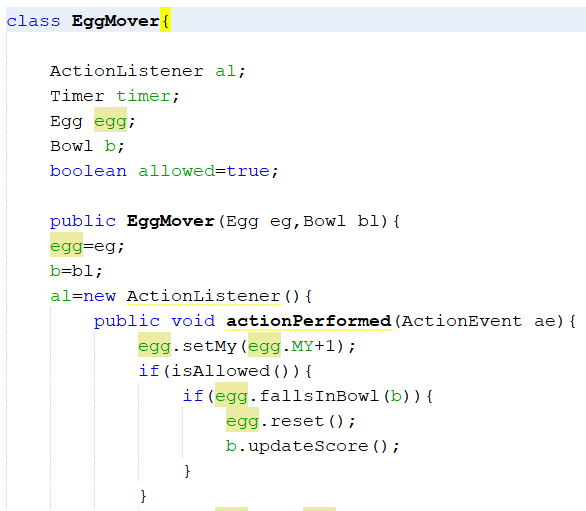 class EggMover{
ActionListener al;
Timer timer;
Egg egg;
Bowl b;
boolean allowed=true;
public EggMover(Egg eg,Bowl bl){
egg=eg;
b=bl;
al=new ActionListener(){
public void actionPerformed(ActionEvent ae){
egg.setMy(egg.MY+1);
if(isAllowed()){
if(egg.fallsInBowl(b)){
egg.reset();
b.updateScore();
}
}